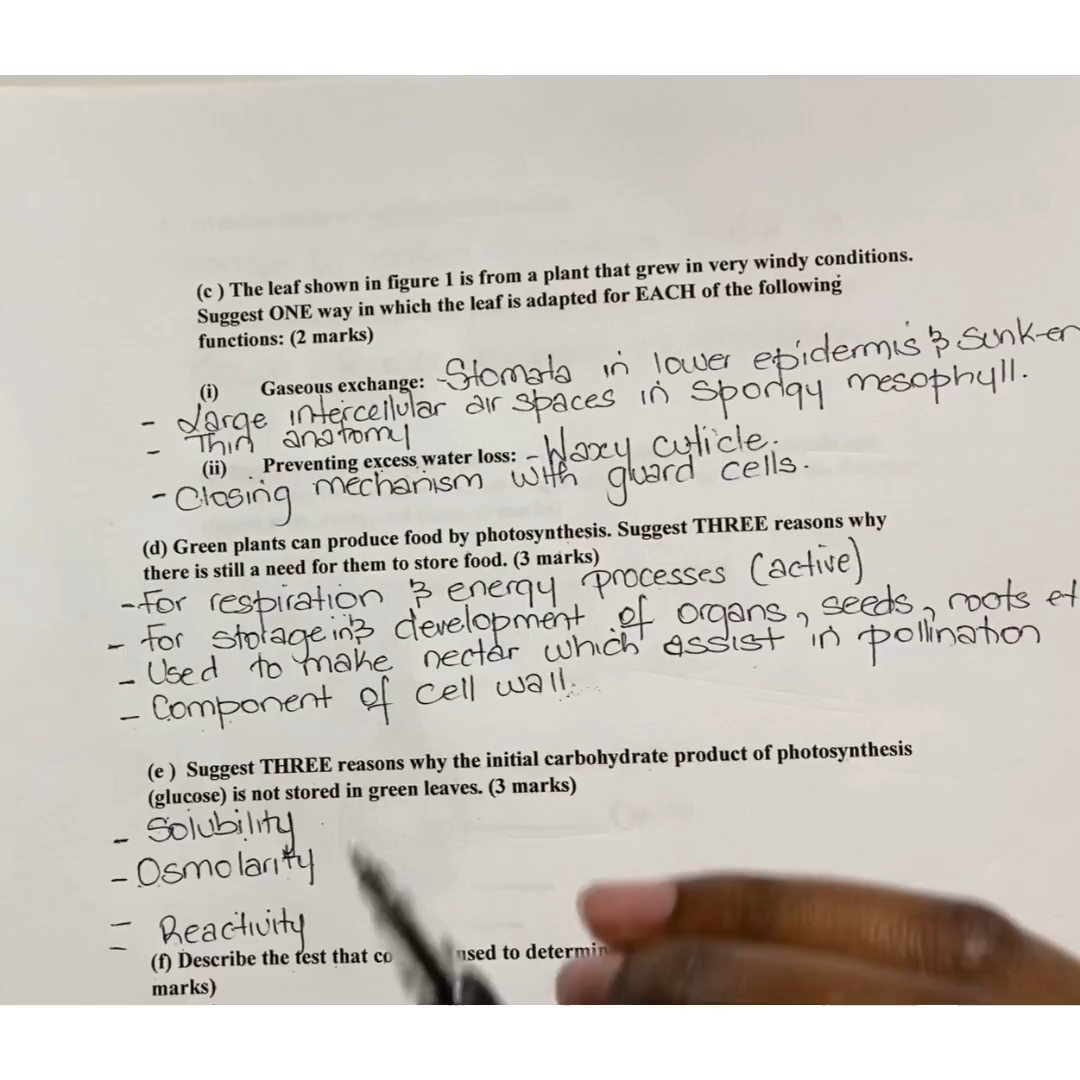 (c ) The leaf shown in figure 1 is from a plant that grew in very windy conditions.
Suggest ONE way in which the leaf is adapted for EACH of the following
functions: (2 marks)
(i) Gaseous exchange: - Stomata in lower epidermis & sunken
- Large intercellular air spaces in spongy mesophyll.
- Thin anatomy
(ii) Preventing excess water loss: - Waxy cuticle.
- Closing mechanism with guard cells.
(d) Green plants can produce food by photosynthesis. Suggest THREE reasons why
there is still a need for them to store food. (3 marks)
- for respiration & energy processes (active)
- for storage in & development of organs, seeds, roots et
- Used to make nectar which assist in pollination
- Component of cell wall.
(e ) Suggest THREE reasons why the initial carbohydrate product of photosynthesis
(glucose) is not stored in green leaves. (3 marks)
- Solubility
- Osmolarity
- Reactivity
(f) Describe the test that co used to determin
marks)